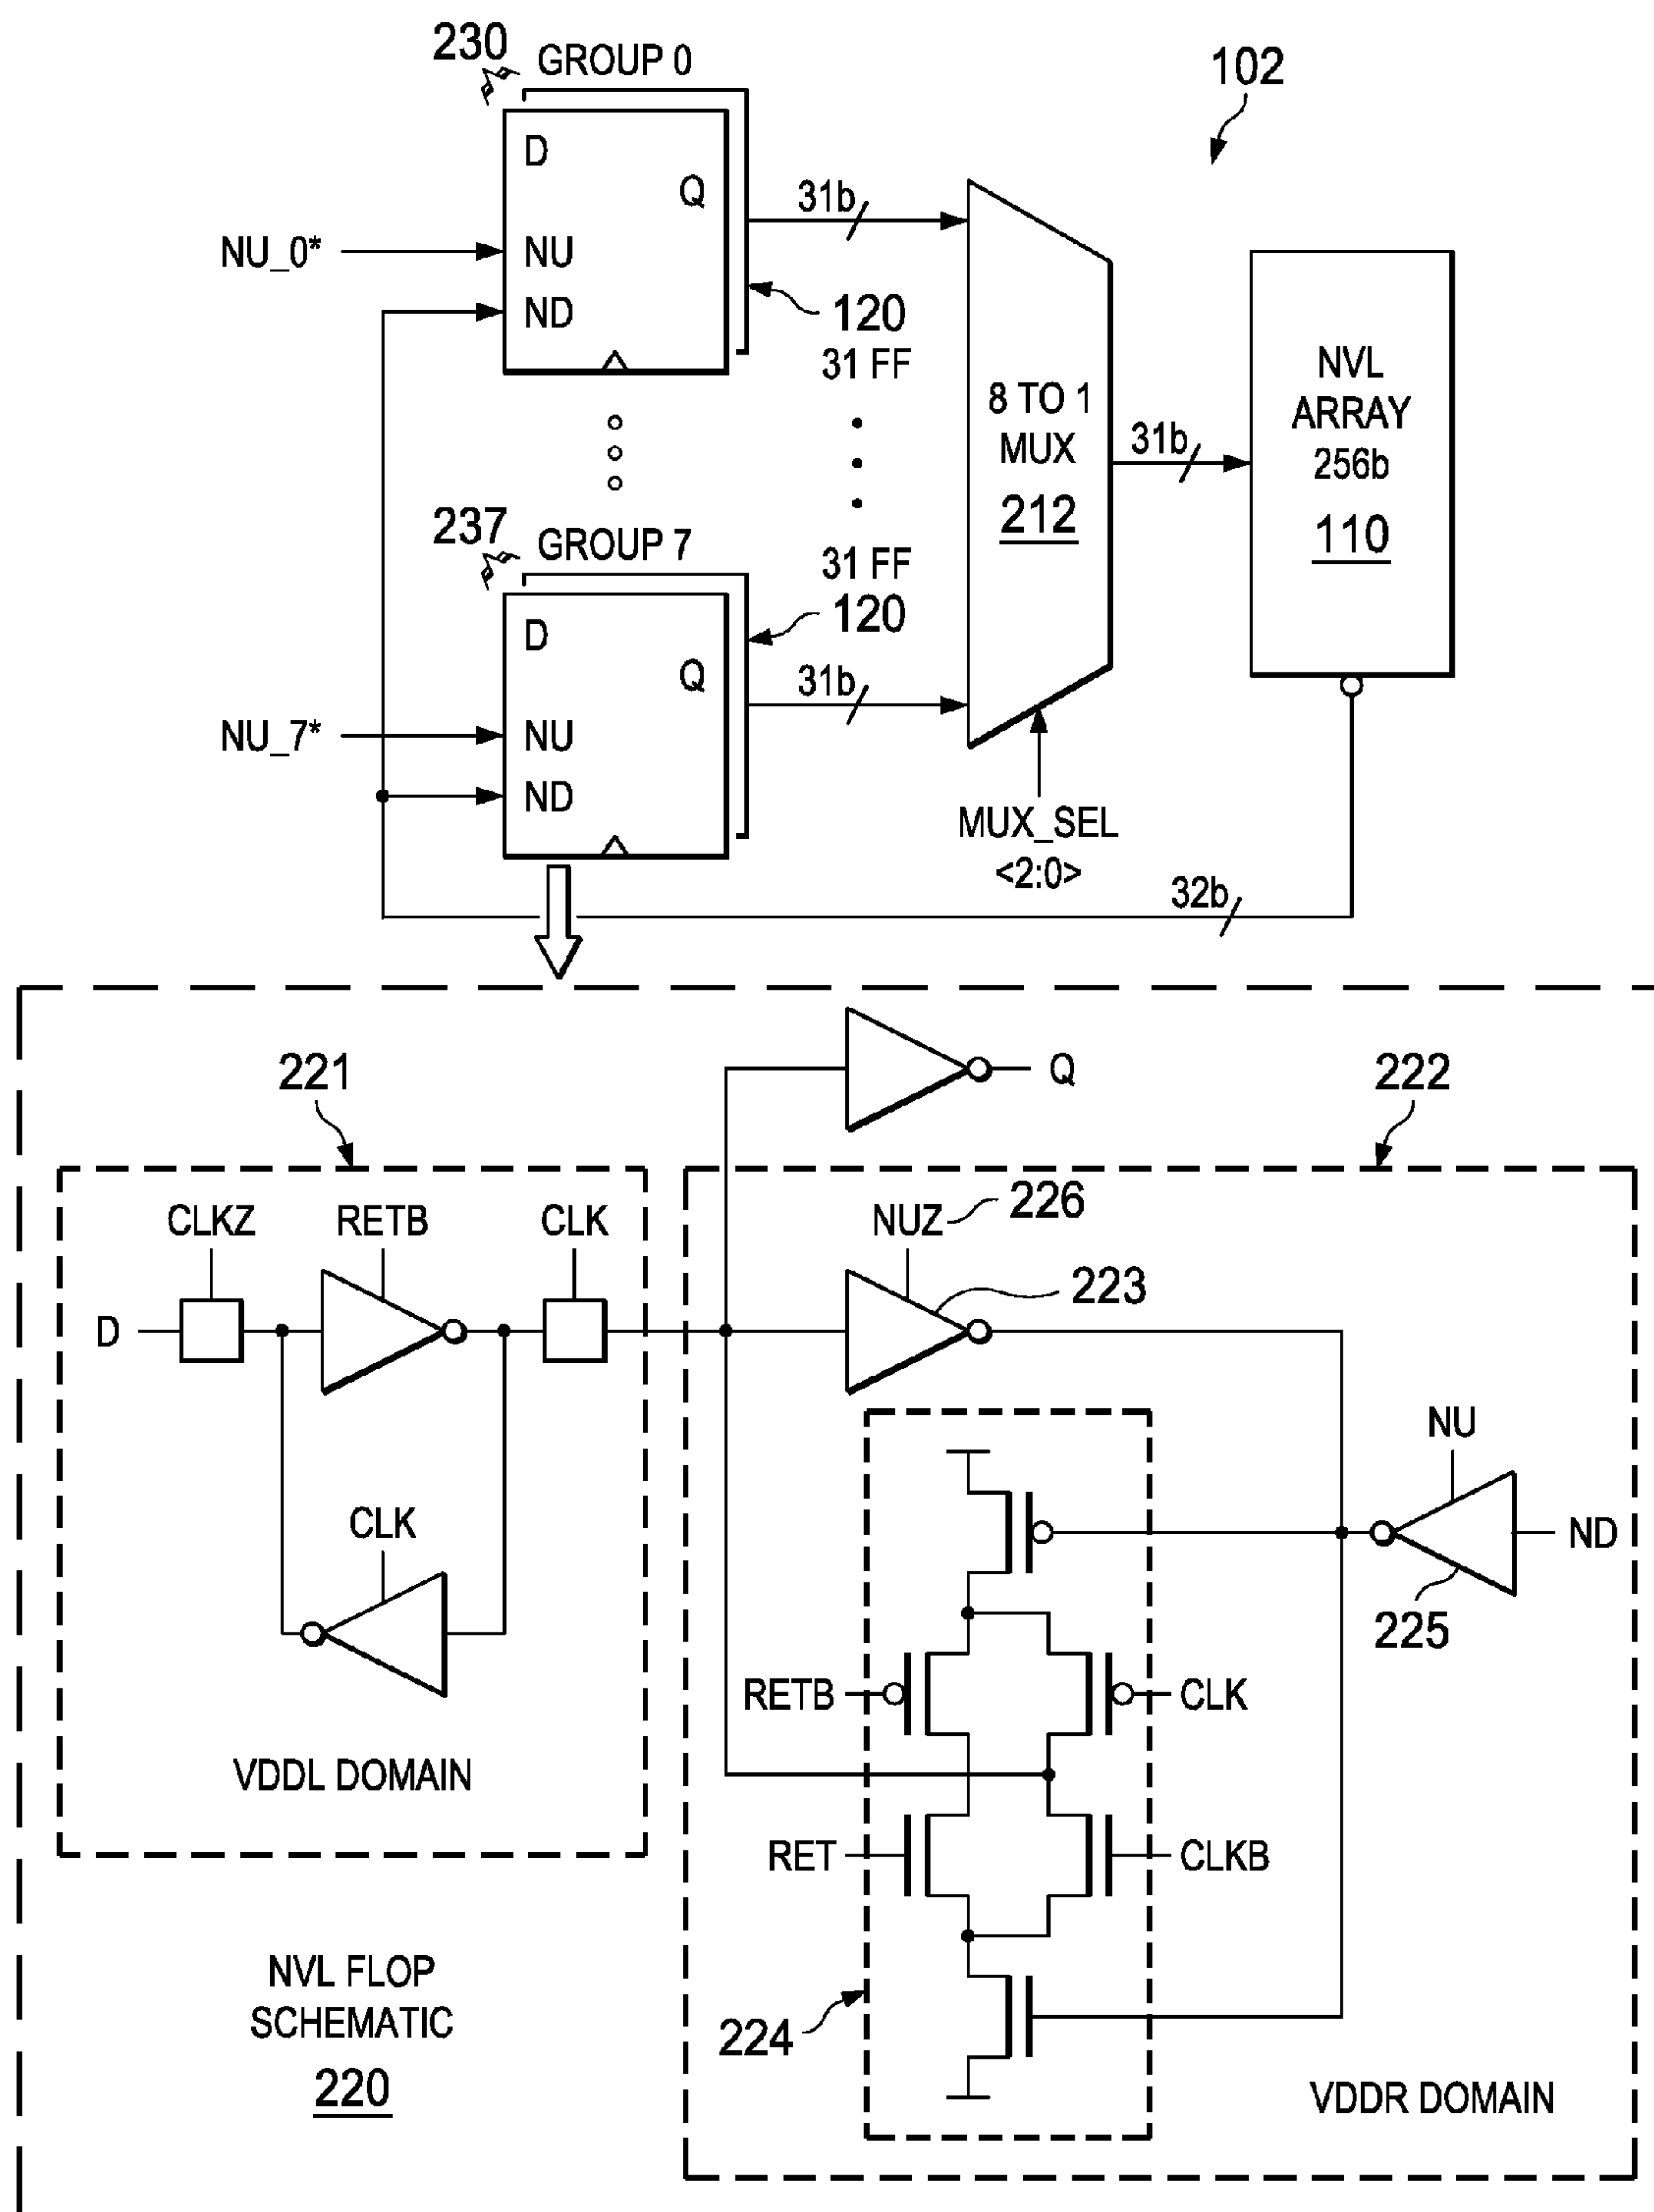 230
GROUP 0
102
D
Q
31b
NU_0*
NU
ND
120
31 FF
8 TO 1
MUX
212
31b
NVL
ARRAY
256b
110
237
GROUP 7
31 FF
120
D
Q
31b
NU_7*
NU
ND
MUX_SEL
<2:0>
32b
221
Q
222
CLKZ
RETB
CLK
NUZ
226
D
223
NU
CLK
ND
225
RETB
CLK
VDDL DOMAIN
RET
CLKB
NVL FLOP
SCHEMATIC
220
224
VDDR DOMAIN